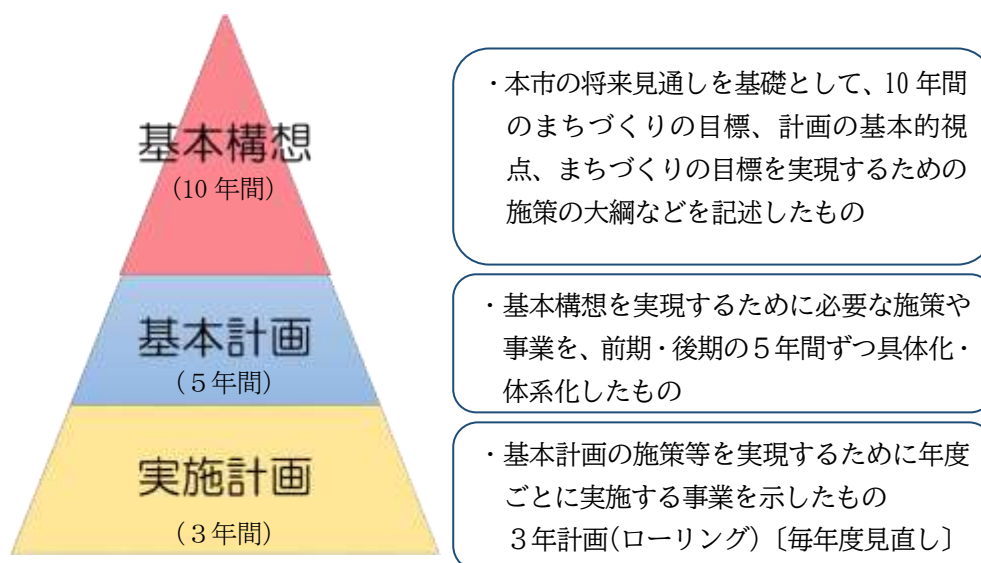 基本構想
（10 年間）
・本市の将来見通しを基礎として、10 年間
のまちづくりの目標、計画の基本的視
点、まちづくりの目標を実現するための
施策の大綱などを記述したもの
基本計画
（５年間）
・基本構想を実現するために必要な施策や
事業を、前期・後期の５年間ずつ具体化・
体系化したもの
実施計画
（３年間）
・基本計画の施策等を実現するために年度
ごとに実施する事業を示したもの
３年計画(ローリング）〔毎年度見直し〕